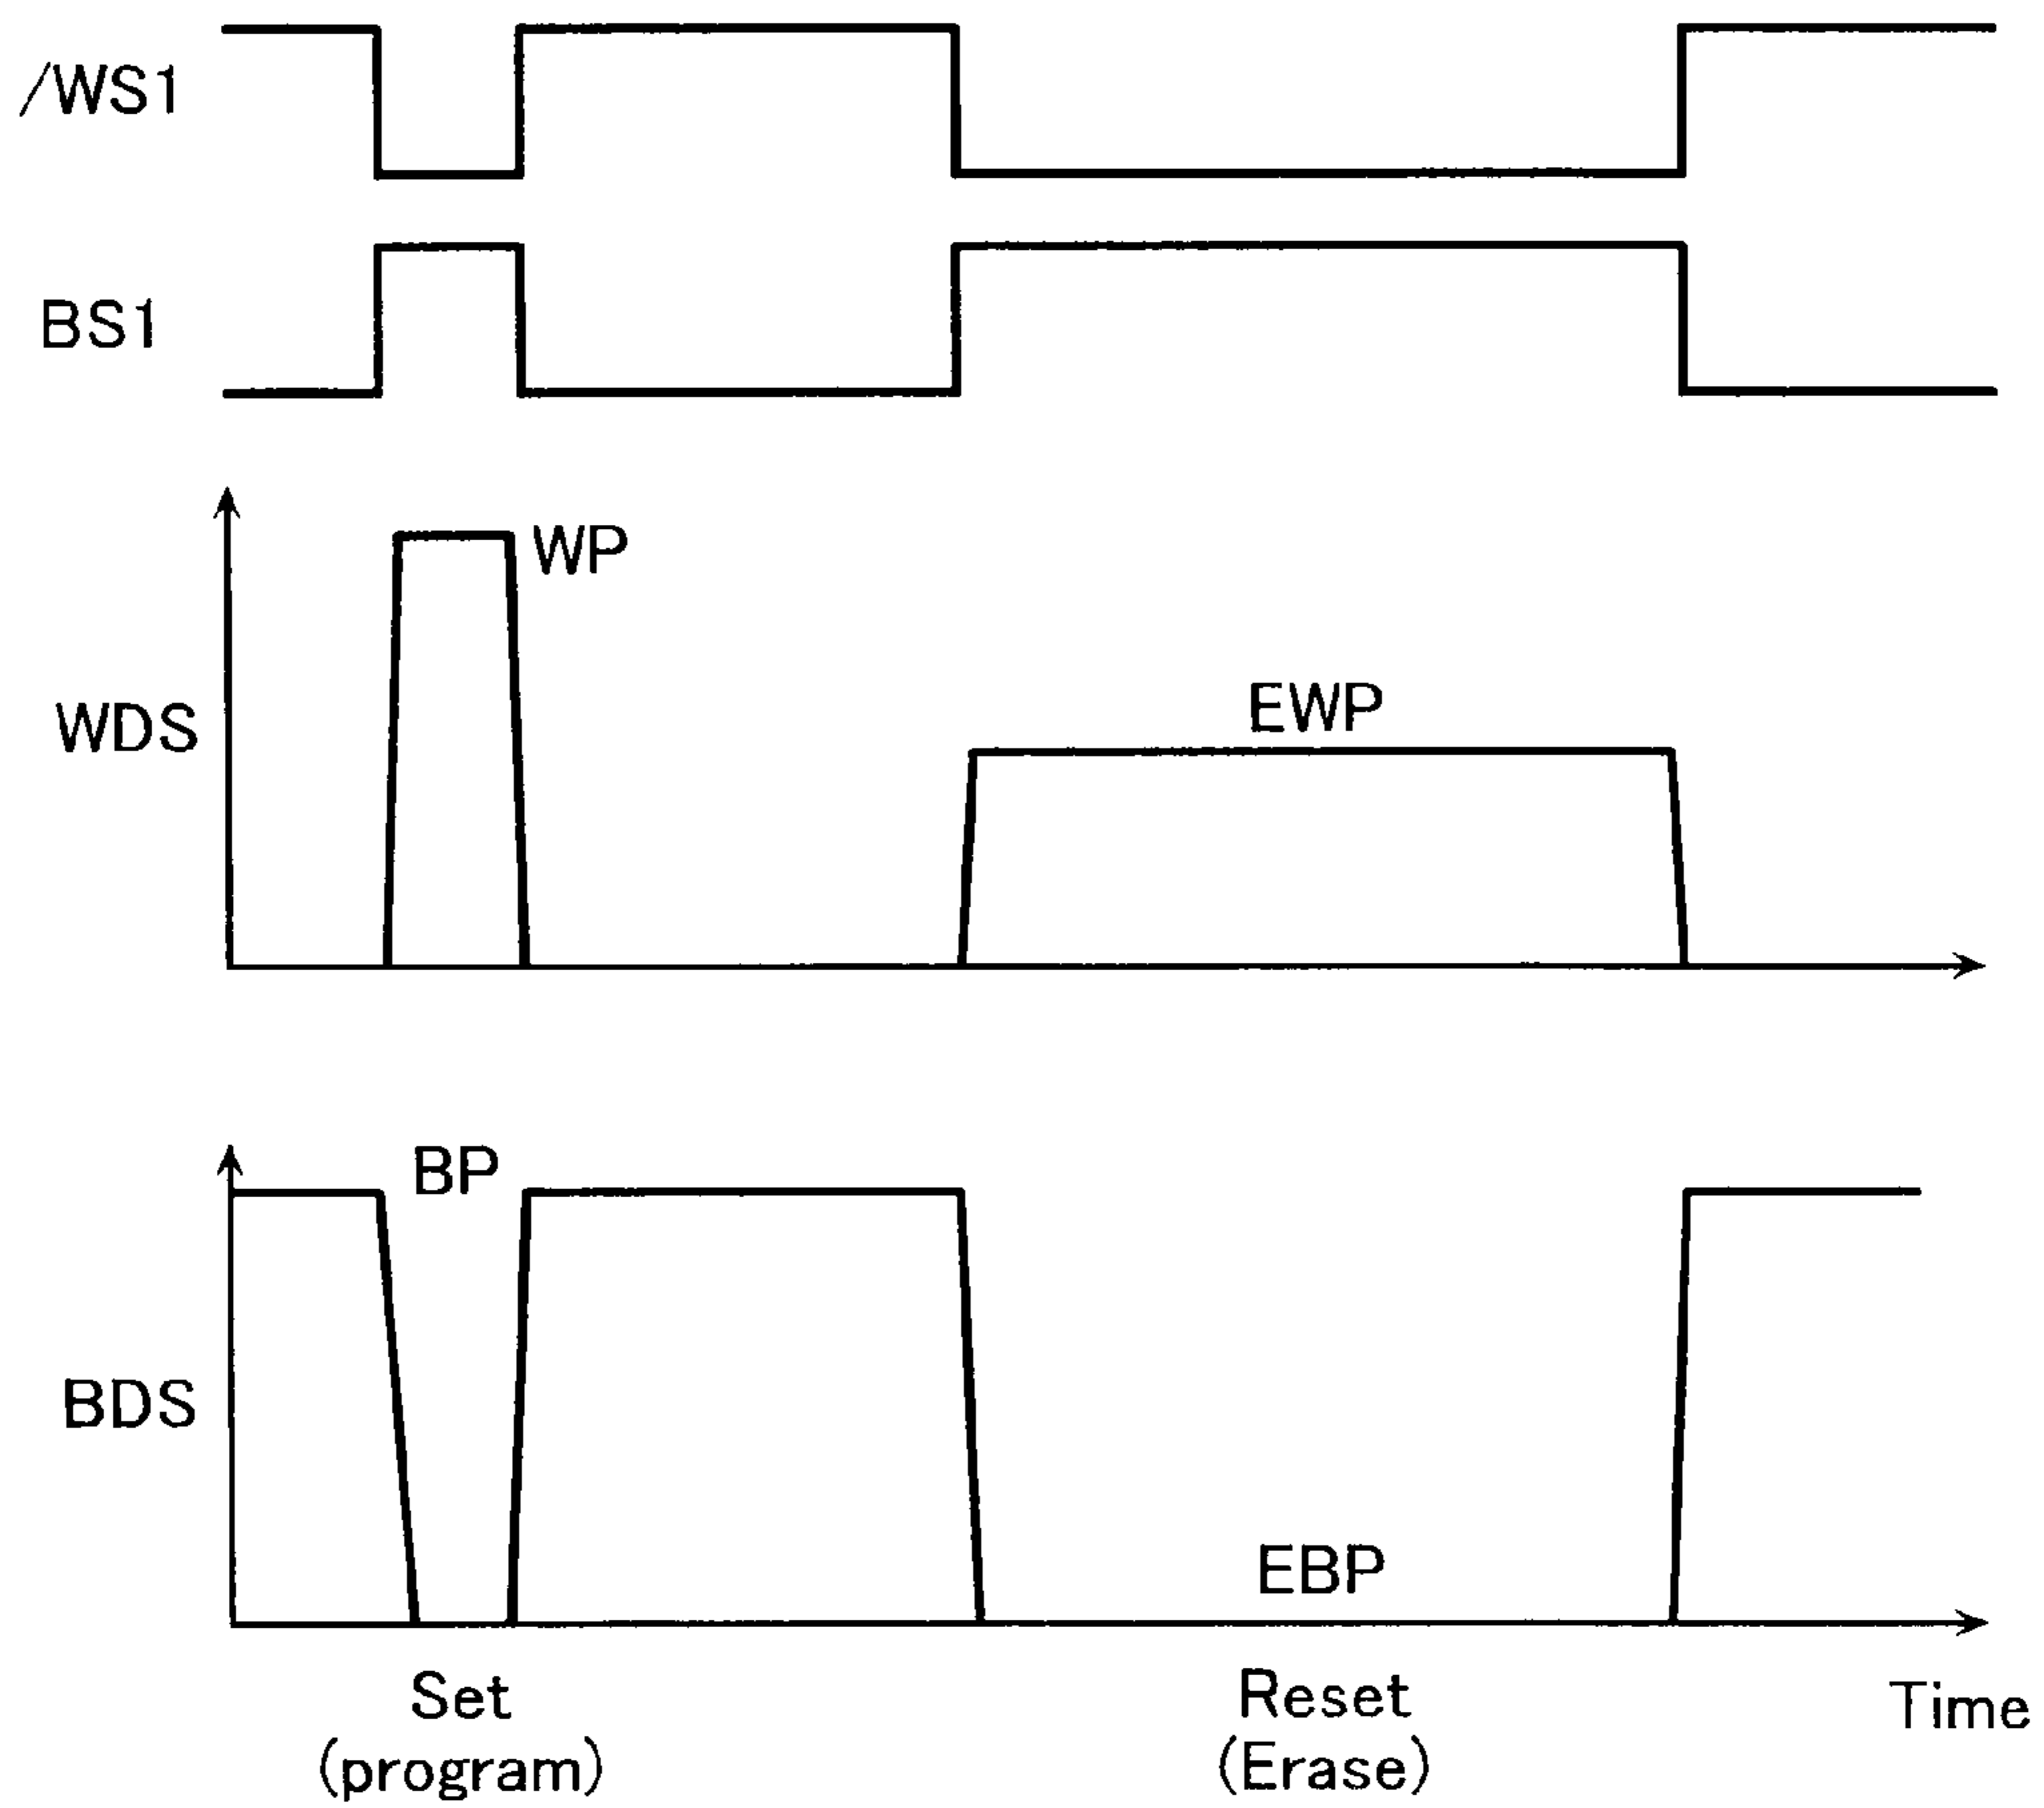 /WS1
BS1
WP
WDS
EWP
BP
BDS
EBP
Set
(program)
Reset
(Erase)
Time